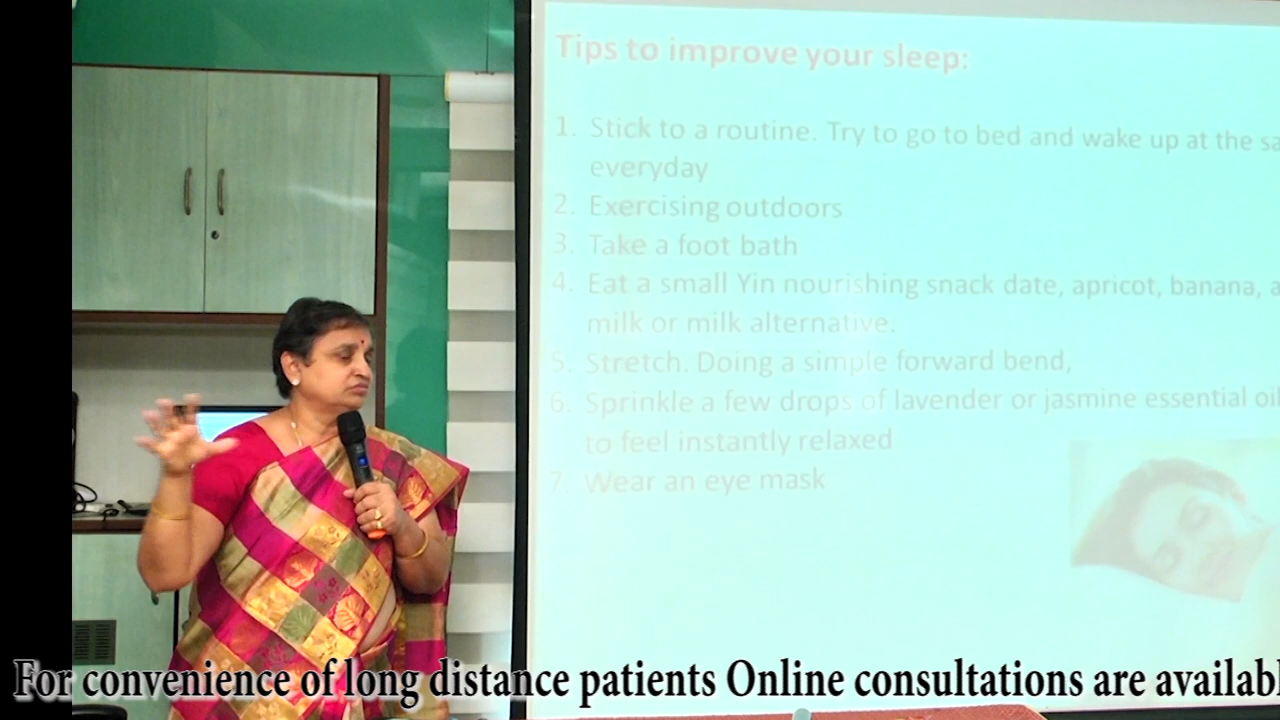 Tips to improve your sleep:
1. Stick to a routine. Try to go to bed and wake up at the sa
everyday
2. Exercising outdoors
3. Take a foot bath
4. Eat a small Yin nourishing snack date, apricot, banana, a
milk or milk alternative.
5. Stretch. Doing a simple forward bend,
6. Sprinkle a few drops of lavender or jasmine essential oil
to feel instantly relaxed
7. Wear an eye mask
For convenience of long distance patients Online consultations are availabl